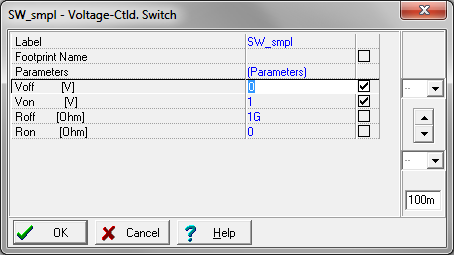 SW_smpl - Voltage-Ctld. Switch
Label SW_smpl
Footprint Name
Parameters (Parameters)
Voff [V] 0
Von [V] 1
Roff [Ohm] 1G
Ron [Ohm] 0
--
--
100m
OK Cancel ? Help